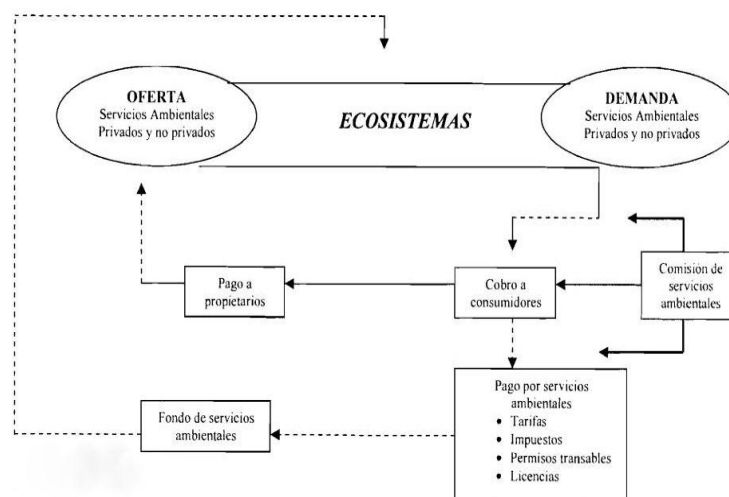 OFERTA
Servicios Ambientales
Privados y no privados
ECOSISTEMAS
DEMANDA
Servicios Ambientales
Privados y no privados
Pago a
propietarios
Cobro a
consumidores
Comisión de
servicios
ambientales
Fondo de servicios
ambientales
Pago por servicios
ambientales
• Tarifas
• Impuestos
• Permisos transables
• Licencias